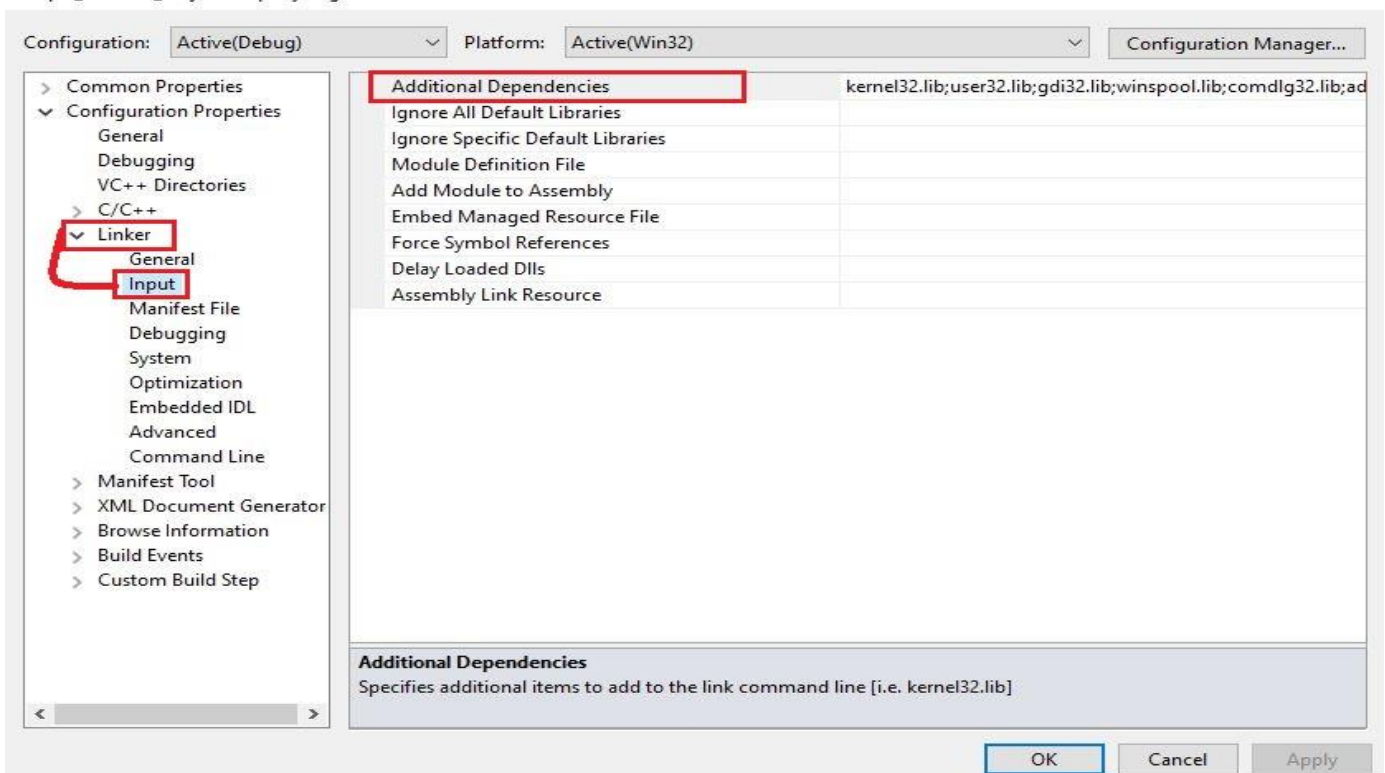 Configuration: Active(Debug) Platform: Active(Win32) Configuration Manager...
Common Properties
Configuration Properties
General
Debugging
VC++ Directories
C/C++
Linker
General
Input
Manifest File
Debugging
System
Optimization
Embedded IDL
Advanced
Command Line
Manifest Tool
XML Document Generator
Browse Information
Build Events
Custom Build Step
Additional Dependencies kernel32.lib;user32.lib;gdi32.lib;winspool.lib;comdlg32.lib;ad
Ignore All Default Libraries
Ignore Specific Default Libraries
Module Definition File
Add Module to Assembly
Embed Managed Resource File
Force Symbol References
Delay Loaded Dlls
Assembly Link Resource
Additional Dependencies
Specifies additional items to add to the link command line [i.e. kernel32.lib]
OK Cancel Apply